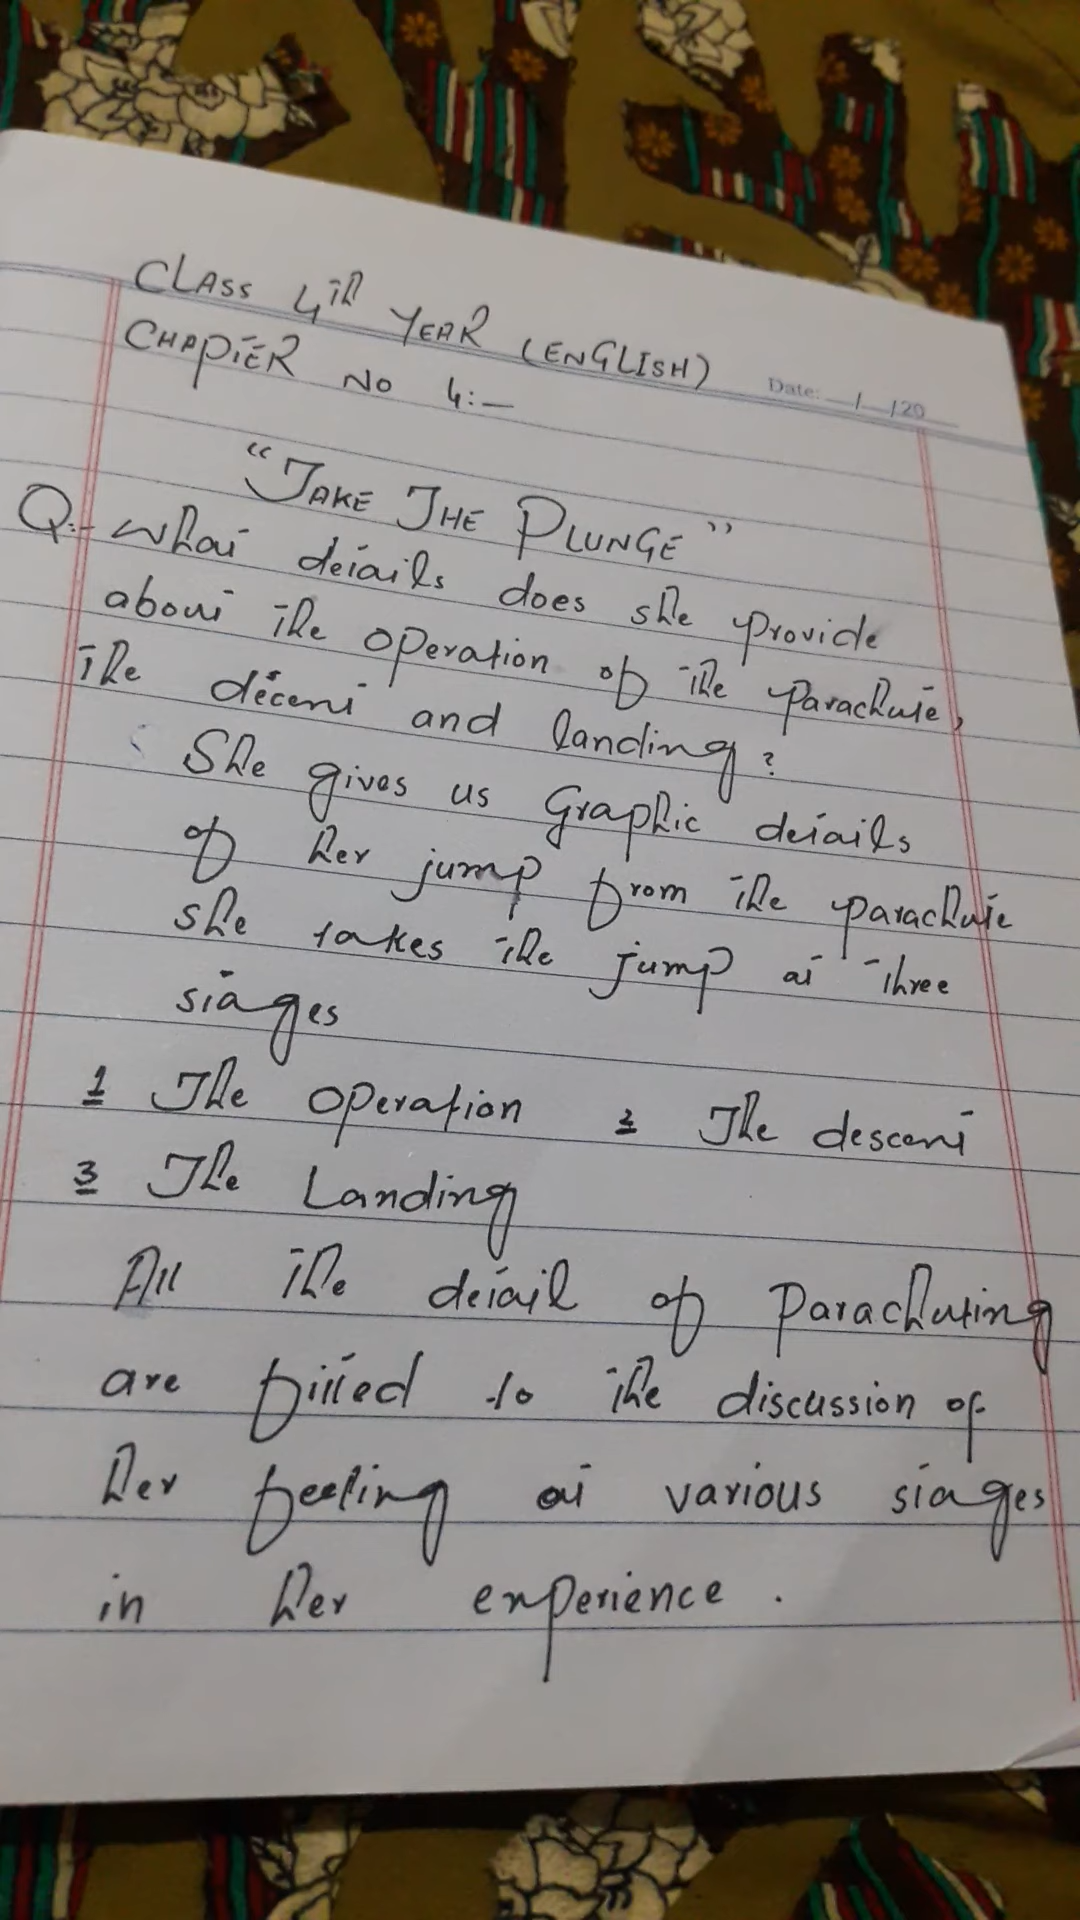 CLASS 4th YEAR (ENGLISH)
CHAPTER NO 4:-
Date: __/__/20
"TAKE THE PLUNGE"
Q:- what details does she provide
about the operation of the parachute,
the decent and landing?
She gives us Graphic details
of her jump from the parachute
she takes the jump at three
stages
1 The operation 2 The descent
3 The Landing
All the detail of Parachuting
are fitted to the discussion of
her feeling at various stages
in her experience.